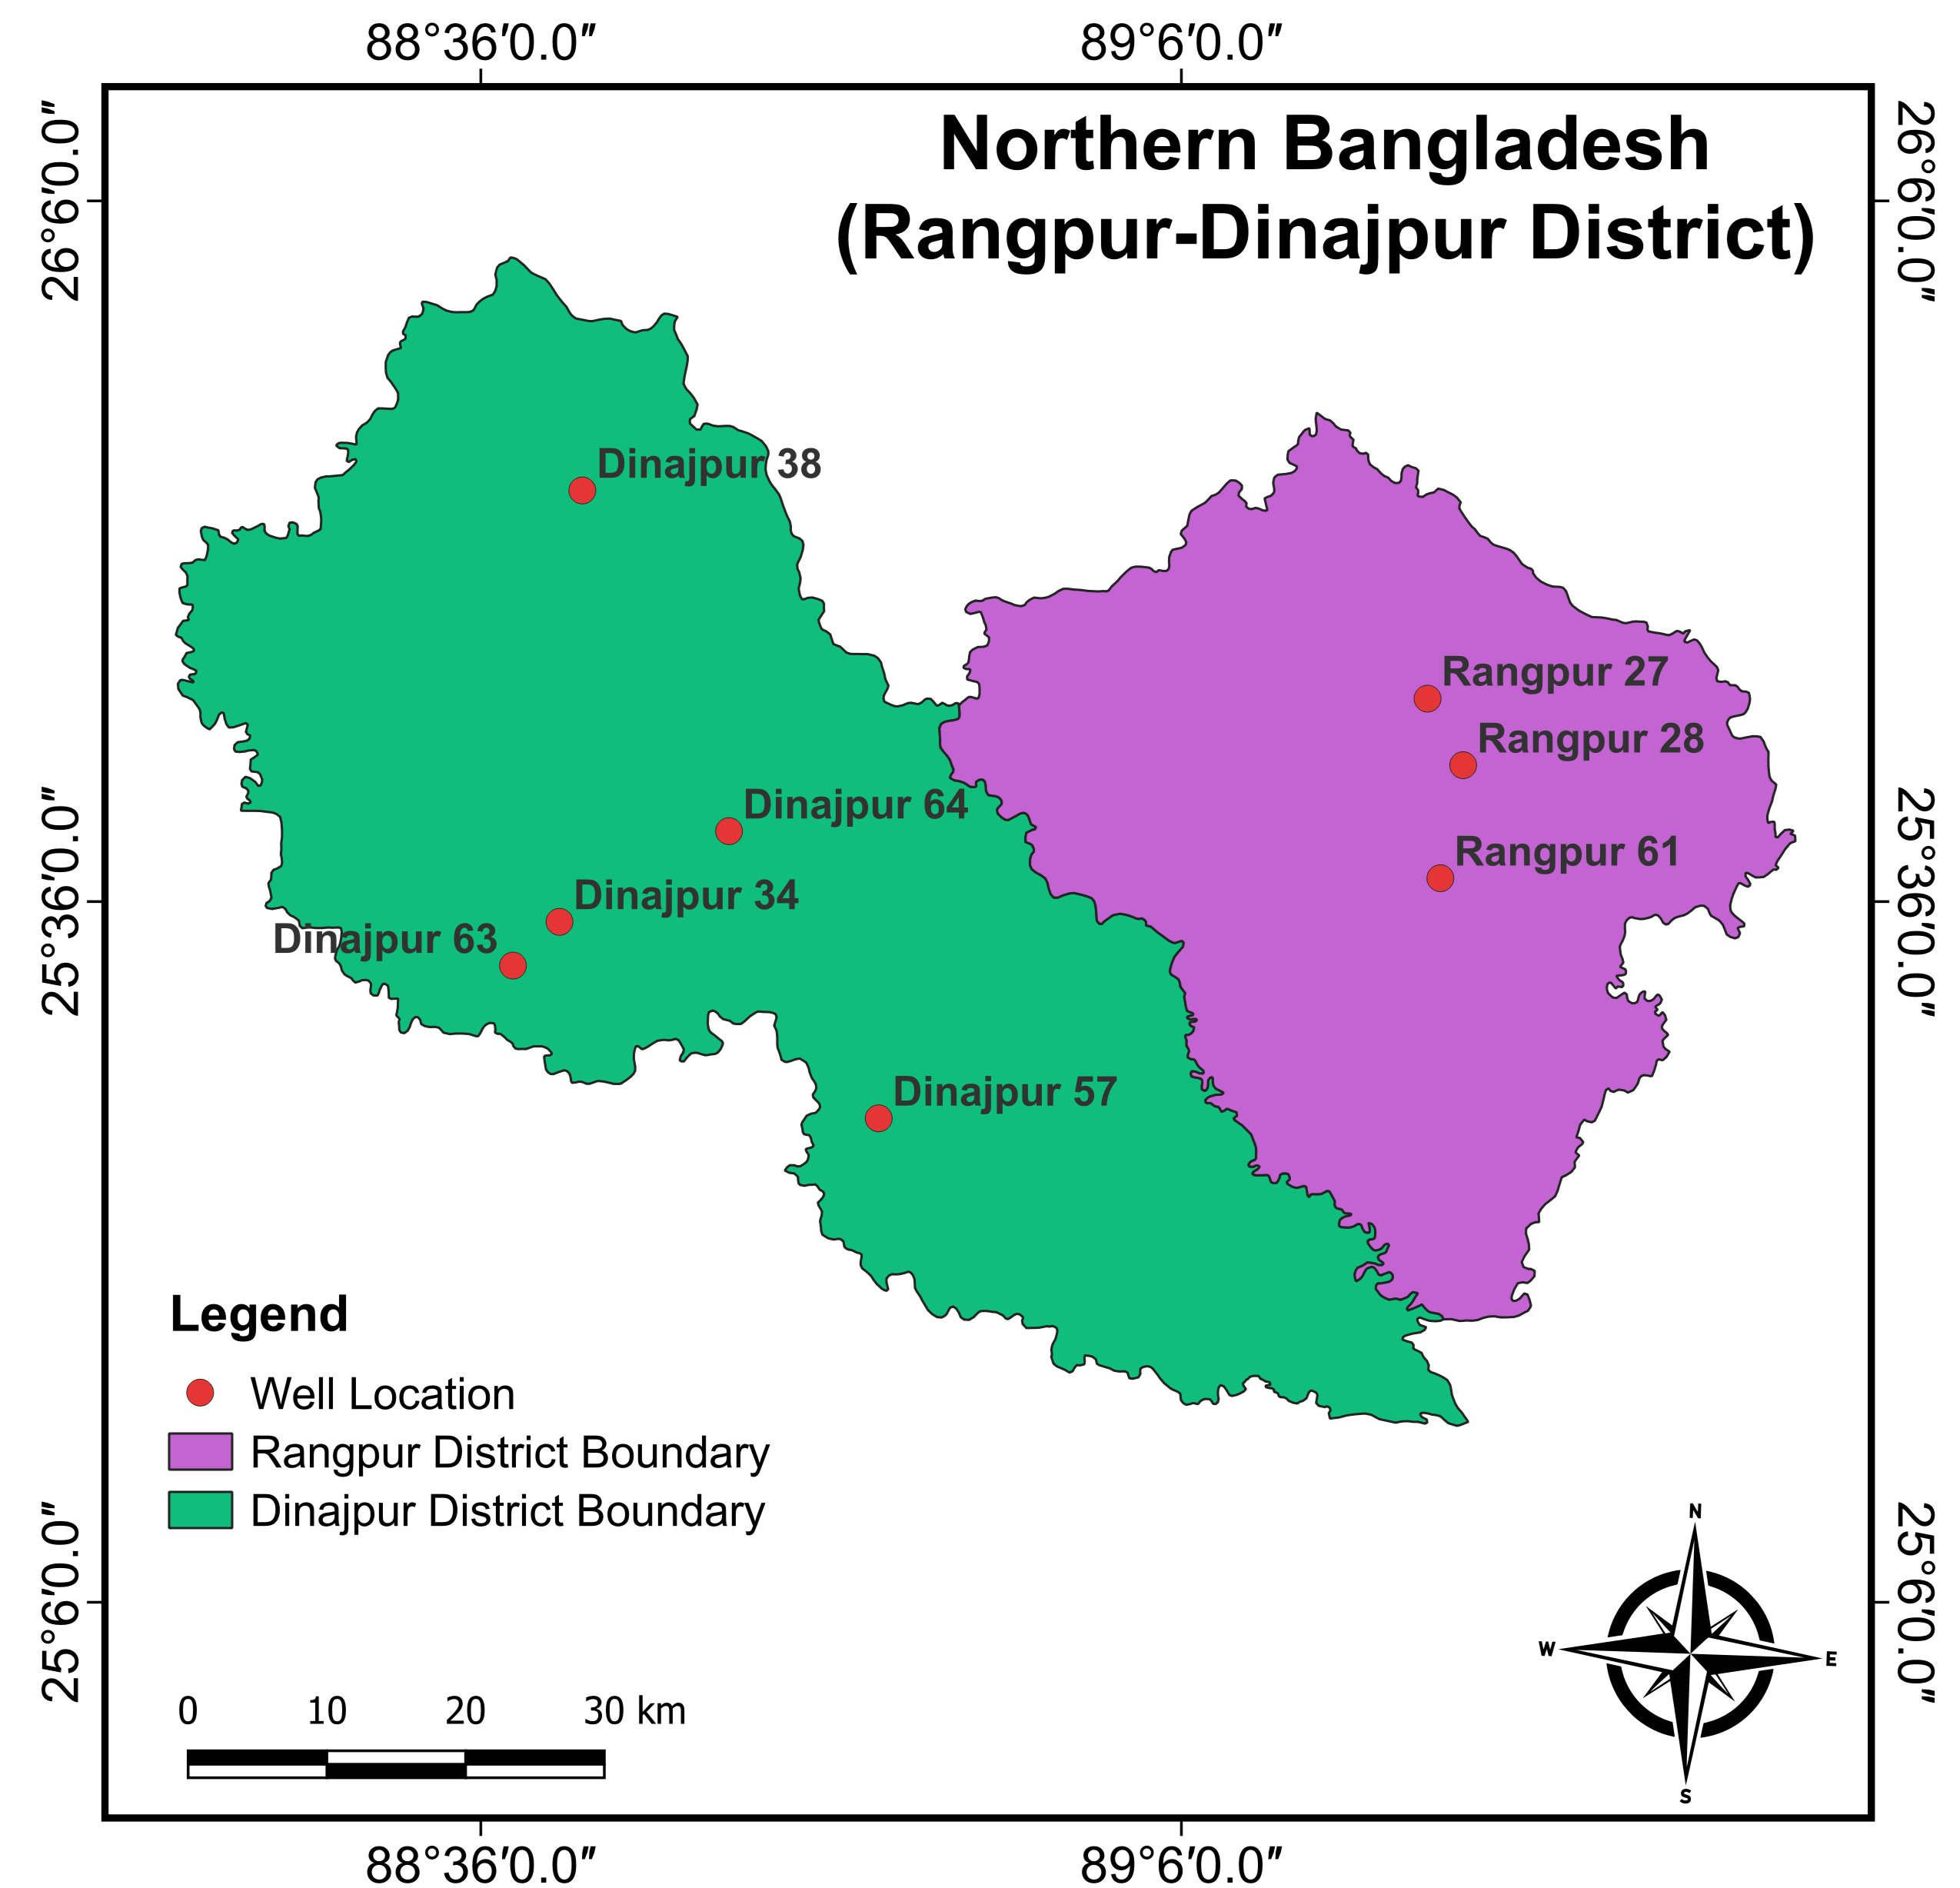 88°36′0.0″ 89°6′0.0″
Northern Bangladesh
(Rangpur-Dinajpur District)
26°6′0.0″ 26°6′0.0″
Dinajpur 38
Rangpur 27
Rangpur 28
Dinajpur 64
Rangpur 61
Dinajpur 34
Dinajpur 63
25°36′0.0″ 25°36′0.0″
Dinajpur 57
Legend
Well Location
Rangpur District Boundary
Dinajpur District Boundary
25°6′0.0″ 25°6′0.0″
N
W E
S
0 10 20 30 km
88°36′0.0″ 89°6′0.0″